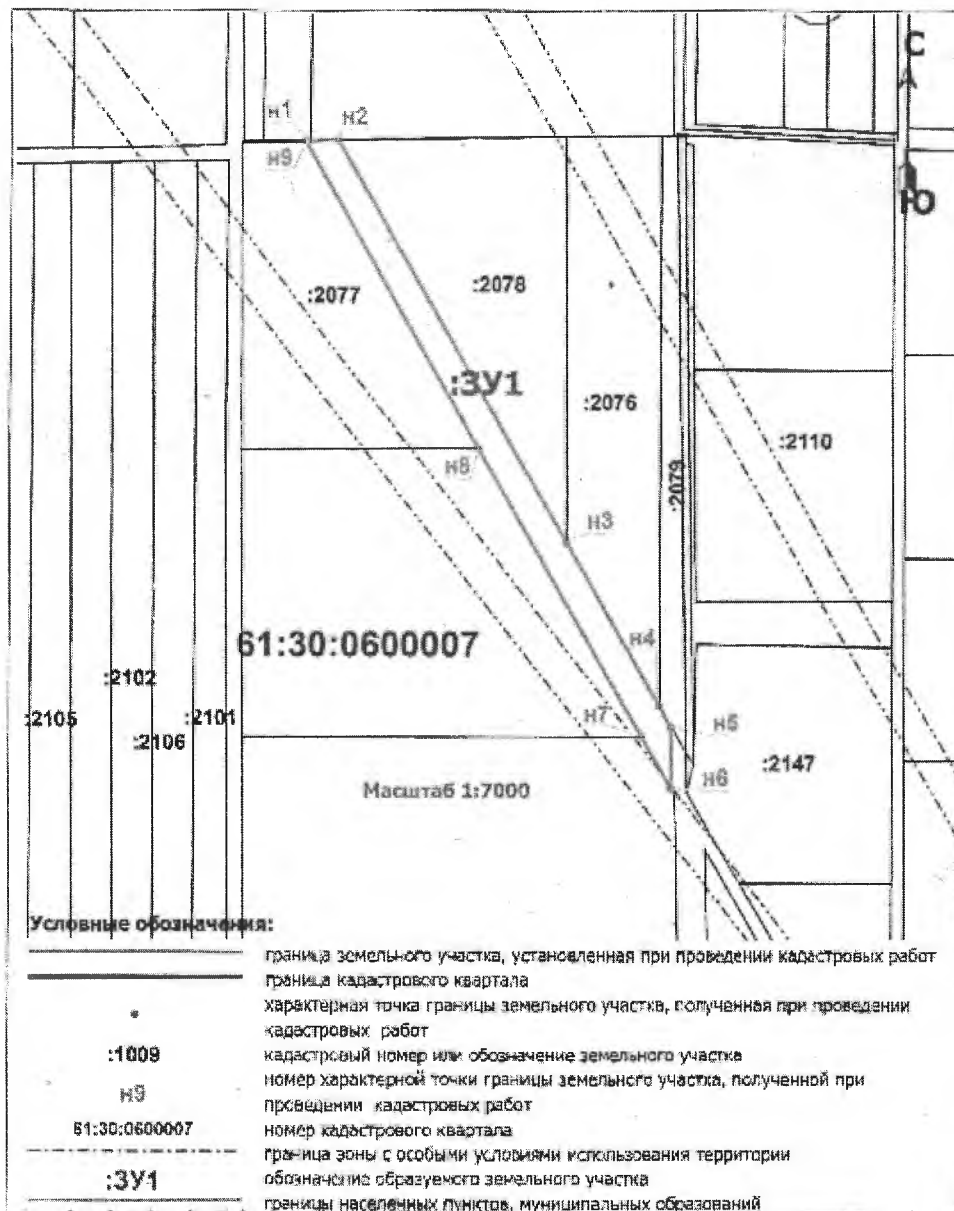 С
А
Ю
н1
н2
н9
:2077
:2078
:ЗУ1
:2076
:2110
:2079
н8
н3
61:30:0600007
н4
:2102
:2105
:2101
:2106
н7
н5
:2147
н6
Масштаб 1:7000
Условные обозначения:
граница земельного участка, установленная при проведении кадастровых работ
граница кадастрового квартала
характерная точка границы земельного участка, полученная при проведении
кадастровых работ
:1009 кадастровый номер или обозначение земельного участка
н9 номер характерной точки границы земельного участка, полученной при
проведении кадастровых работ
61:30:0600007 номер кадастрового квартала
граница зоны с особыми условиями использования территории
:ЗУ1 обозначение образуемого земельного участка
границы населенных пунктов, муниципальных образований